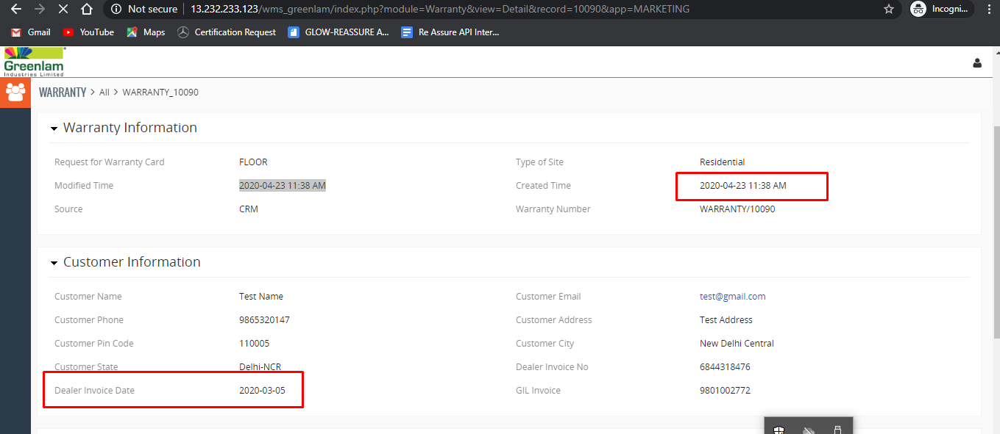 Not secure 13.232.233.123/wms_greenlam/index.php?module=Warranty&view=Detail&record=10090&app=MARKETING Incogni...
Gmail YouTube Maps Certification Request GLOW-REASSURE A... Re Assure API Inter...
Greenlam
Industries Limited
WARRANTY > All > WARRANTY_10090
Warranty Information
Request for Warranty Card FLOOR Type of Site Residential
Modified Time 2020-04-23 11:38 AM Created Time 2020-04-23 11:38 AM
Source CRM Warranty Number WARRANTY/10090
Customer Information
Customer Name Test Name Customer Email test@gmail.com
Customer Phone 9865320147 Customer Address Test Address
Customer Pin Code 110005 Customer City New Delhi Central
Customer State Delhi-NCR Dealer Invoice No 6844318476
Dealer Invoice Date 2020-03-05 GIL Invoice 9801002772